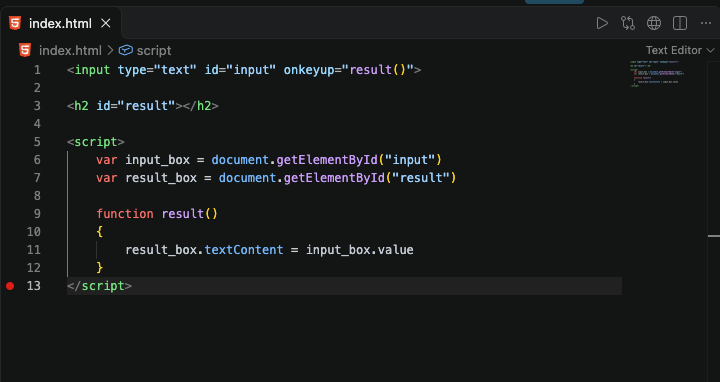 index.html
index.html > script
Text Editor
1 <input type="text" id="input" onkeyup="result()">
2
3 <h2 id="result"></h2>
4
5 <script>
6     var input_box = document.getElementById("input")
7     var result_box = document.getElementById("result")
8
9     function result()
10     {
11         result_box.textContent = input_box.value
12     }
13 </script>